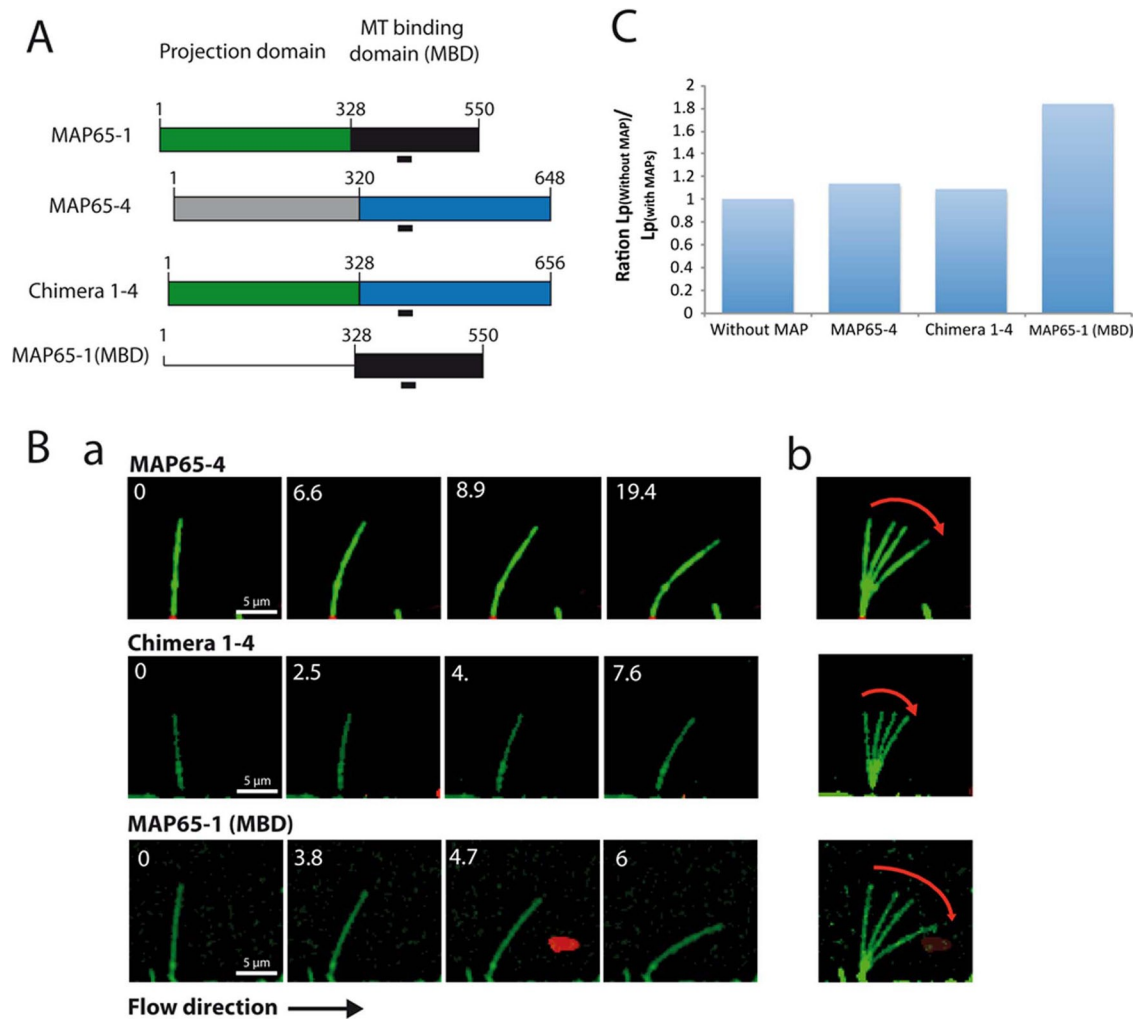 A
Projection domain
MT binding
domain (MBD)
1 328 550
MAP65-1
1 320 648
MAP65-4
1 328 656
Chimera 1-4
328 550
MAP65-1(MBD)
C
Ration Lp(Without MAP)/
Lp(with MAPs)
2
1.8
1.6
1.4
1.2
1
0.8
0.6
0.4
0.2
0
Without MAP MAP65-4 Chimera 1-4 MAP65-1 (MBD)
B a b
MAP65-4
0 6.6 8.9 19.4
5 µm
Chimera 1-4
0 2.5 4. 7.6
5 µm
MAP65-1 (MBD)
0 3.8 4.7 6
5 µm
Flow direction